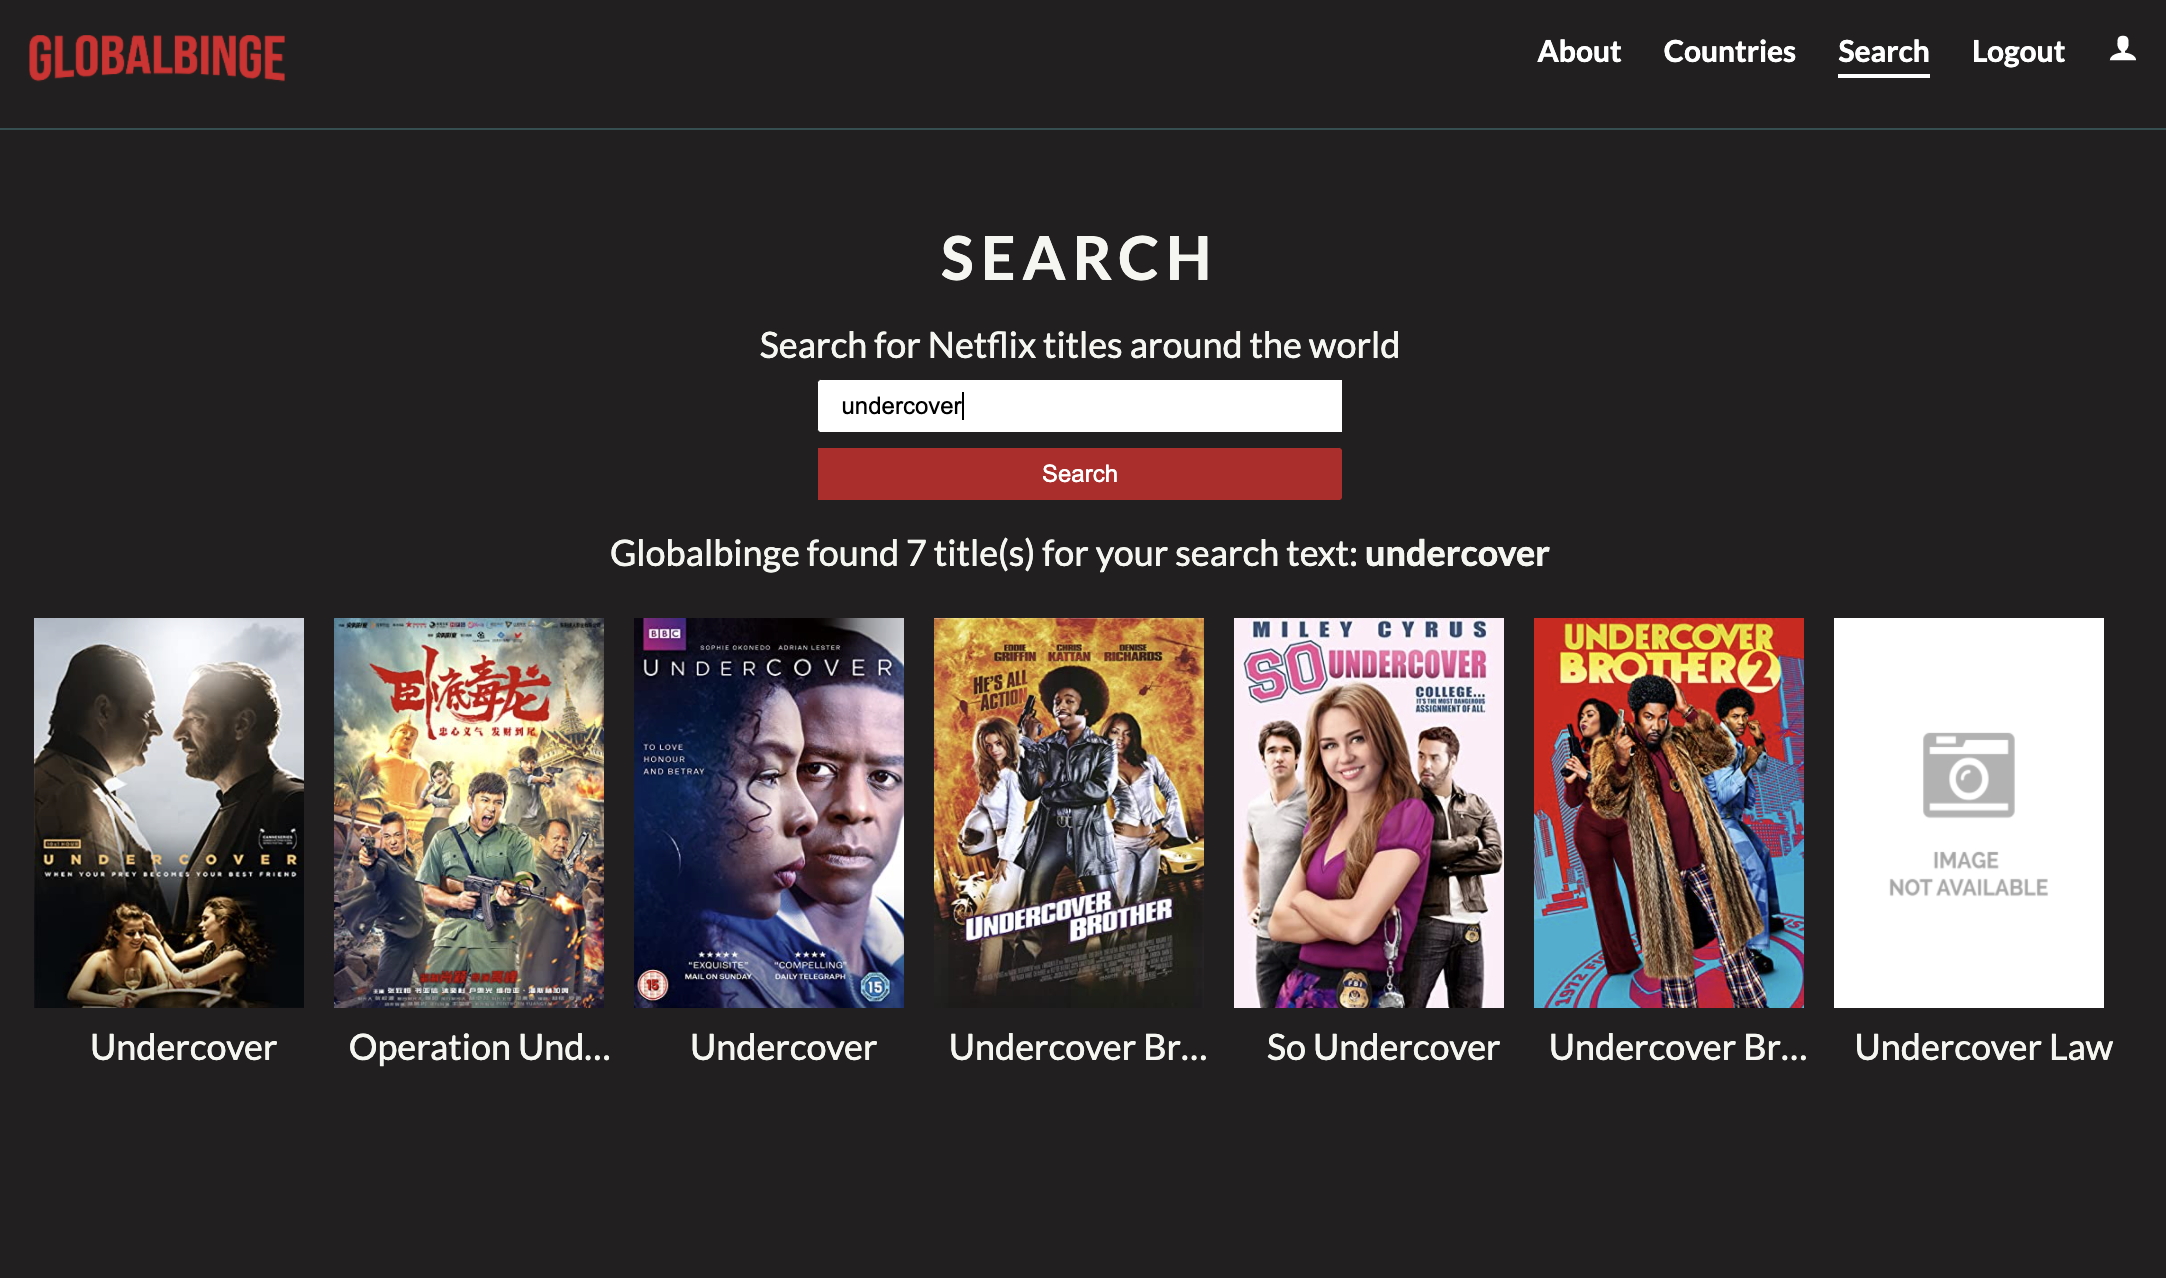 GLOBALBINGE
About Countries Search Logout
SEARCH
Search for Netflix titles around the world
undercover
Search
Globalbinge found 7 title(s) for your search text: undercover
UNDERCOVER
WHEN YOUR PREY BECOMES YOUR BEST FRIEND
Undercover
卧底毒龙
忠心义气 发财到尾
Operation Und...
BBC
SOPHIE OKONEDO ADRIAN LESTER
UNDERCOVER
TO LOVE
HONOUR
AND BETRAY
★★★★★
"EXQUISITE"
MAIL ON SUNDAY
★★★★
"COMPELLING"
DAILY TELEGRAPH
15
15
Undercover
EDDIE GRIFFIN
CHRIS KATTAN
DENISE RICHARDS
HE'S ALL
ACTION
UNDERCOVER
BROTHER
Undercover Br...
MILEY CYRUS
SO UNDERCOVER
COLLEGE...
IT'S THE MOST DANGEROUS
ASSIGNMENT OF ALL.
FBI
So Undercover
UNDERCOVER
BROTHER 2
1972
Undercover Br...
IMAGE
NOT AVAILABLE
Undercover Law